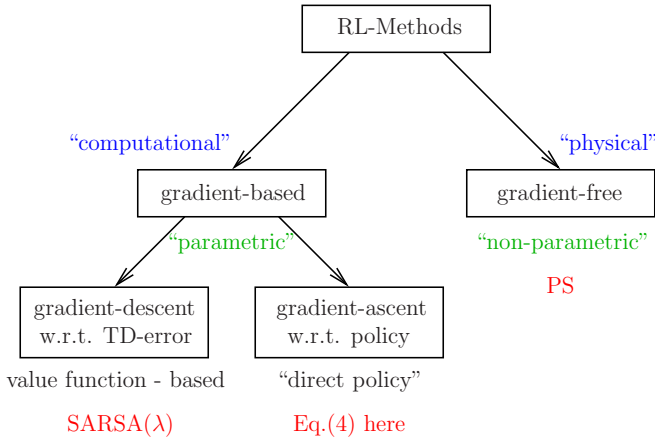 RL-Methods
“computational”
“physical”
gradient-based
gradient-free
“parametric”
“non-parametric”
PS
gradient-descent
w.r.t. TD-error
gradient-ascent
w.r.t. policy
value function - based
“direct policy”
SARSA(λ)
Eq.(4) here